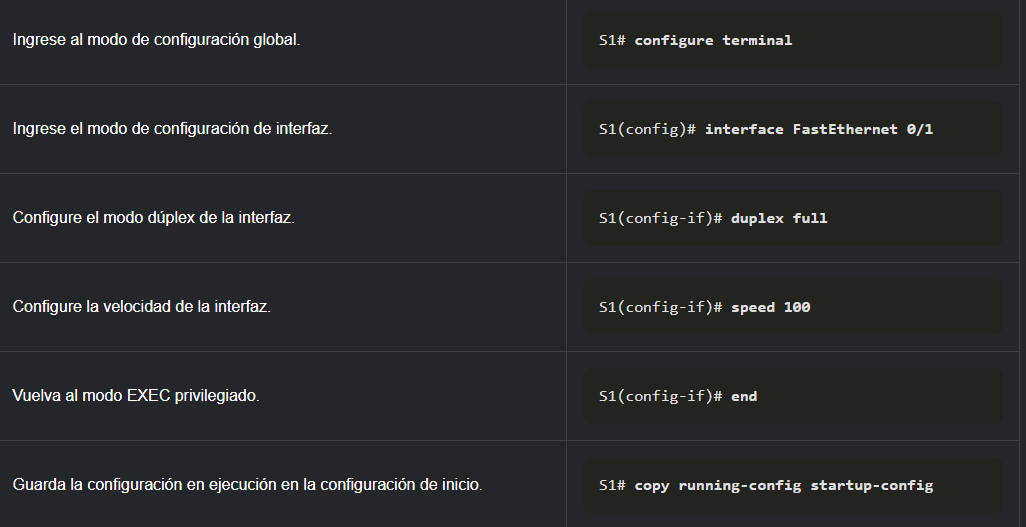 Ingrese al modo de configuración global.
S1# configure terminal
Ingrese el modo de configuración de interfaz.
S1(config)# interface FastEthernet 0/1
Configure el modo dúplex de la interfaz.
S1(config-if)# duplex full
Configure la velocidad de la interfaz.
S1(config-if)# speed 100
Vuelva al modo EXEC privilegiado.
S1(config-if)# end
Guarda la configuración en ejecución en la configuración de inicio.
S1# copy running-config startup-config